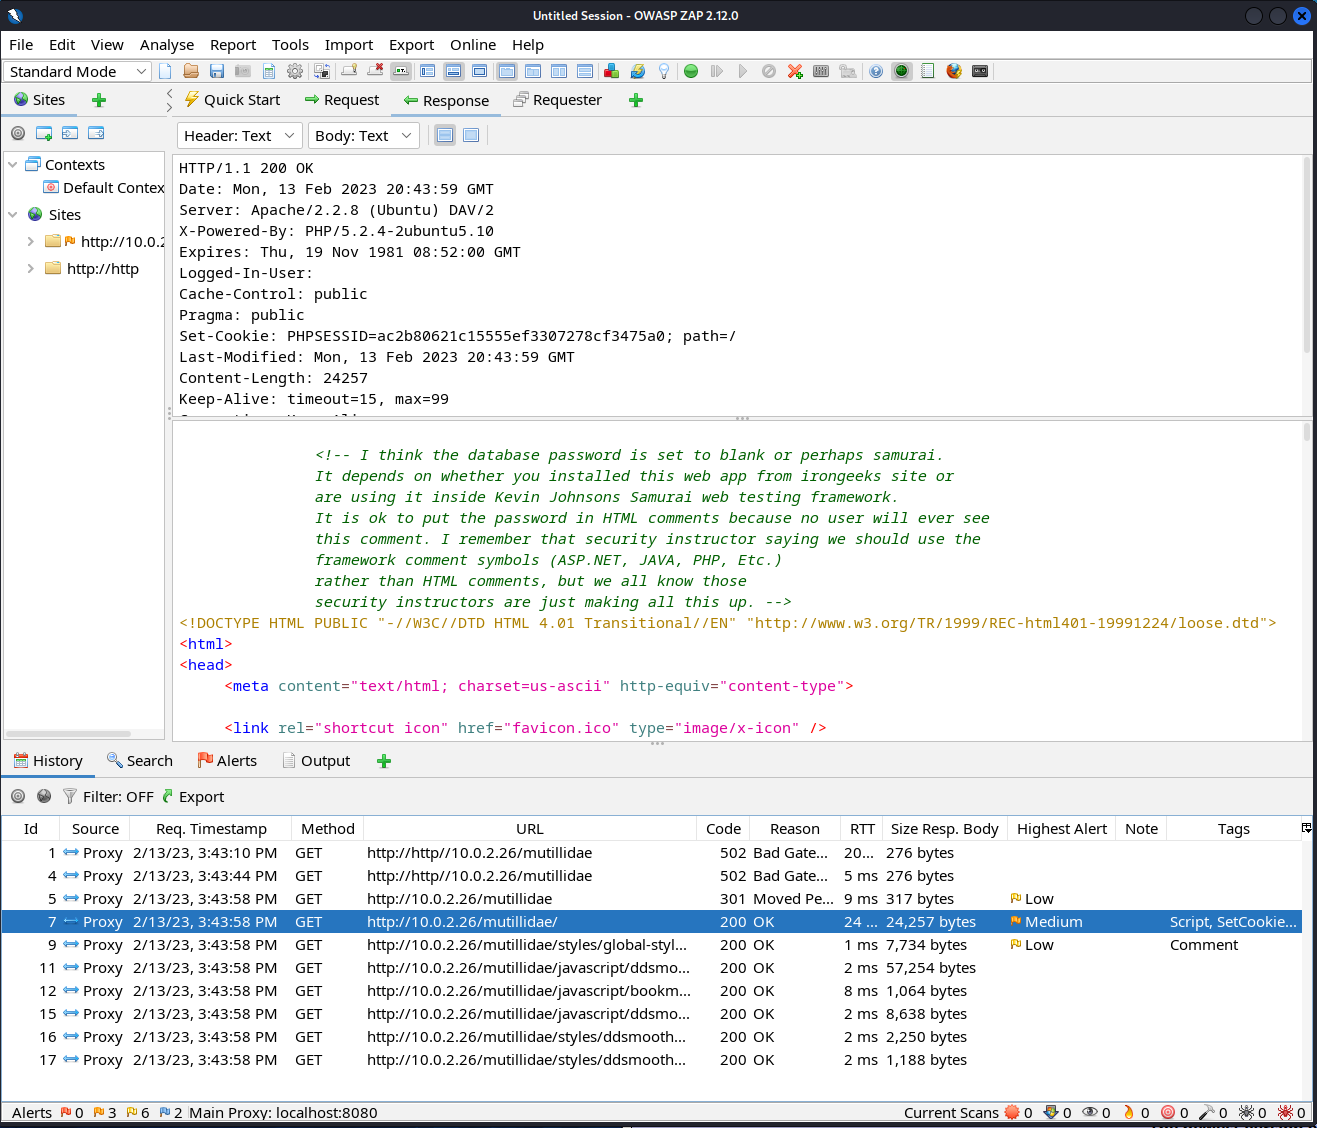 Untitled Session - OWASP ZAP 2.12.0
File Edit View Analyse Report Tools Import Export Online Help
Standard Mode
Sites
Quick Start Request Response Requester
Header: Text Body: Text
Contexts
Default Contex
Sites
http://10.0.2
http://http
HTTP/1.1 200 OK
Date: Mon, 13 Feb 2023 20:43:59 GMT
Server: Apache/2.2.8 (Ubuntu) DAV/2
X-Powered-By: PHP/5.2.4-2ubuntu5.10
Expires: Thu, 19 Nov 1981 08:52:00 GMT
Logged-In-User:
Cache-Control: public
Pragma: public
Set-Cookie: PHPSESSID=ac2b80621c15555ef3307278cf3475a0; path=/
Last-Modified: Mon, 13 Feb 2023 20:43:59 GMT
Content-Length: 24257
Keep-Alive: timeout=15, max=99
<!-- I think the database password is set to blank or perhaps samurai.
It depends on whether you installed this web app from irongeeks site or
are using it inside Kevin Johnsons Samurai web testing framework.
It is ok to put the password in HTML comments because no user will ever see
this comment. I remember that security instructor saying we should use the
framework comment symbols (ASP.NET, JAVA, PHP, Etc.)
rather than HTML comments, but we all know those
security instructors are just making all this up. -->
<!DOCTYPE HTML PUBLIC "-//W3C//DTD HTML 4.01 Transitional//EN" "http://www.w3.org/TR/1999/REC-html401-19991224/loose.dtd">
<html>
<head>
<meta content="text/html; charset=us-ascii" http-equiv="content-type">
<link rel="shortcut icon" href="favicon.ico" type="image/x-icon" />
History Search Alerts Output
Filter: OFF Export
Id Source Req. Timestamp Method URL Code Reason RTT Size Resp. Body Highest Alert Note Tags
1 Proxy 2/13/23, 3:43:10 PM GET http://http//10.0.2.26/mutillidae 502 Bad Gate... 20... 276 bytes
4 Proxy 2/13/23, 3:43:44 PM GET http://http//10.0.2.26/mutillidae 502 Bad Gate... 5 ms 276 bytes
5 Proxy 2/13/23, 3:43:58 PM GET http://10.0.2.26/mutillidae 301 Moved Pe... 9 ms 317 bytes Low
7 Proxy 2/13/23, 3:43:58 PM GET http://10.0.2.26/mutillidae/ 200 OK 24 ... 24,257 bytes Medium Script, SetCookie...
9 Proxy 2/13/23, 3:43:58 PM GET http://10.0.2.26/mutillidae/styles/global-styl... 200 OK 1 ms 7,734 bytes Low Comment
11 Proxy 2/13/23, 3:43:58 PM GET http://10.0.2.26/mutillidae/javascript/ddsmo... 200 OK 2 ms 57,254 bytes
12 Proxy 2/13/23, 3:43:58 PM GET http://10.0.2.26/mutillidae/javascript/bookm... 200 OK 8 ms 1,064 bytes
15 Proxy 2/13/23, 3:43:58 PM GET http://10.0.2.26/mutillidae/javascript/ddsmo... 200 OK 2 ms 8,638 bytes
16 Proxy 2/13/23, 3:43:58 PM GET http://10.0.2.26/mutillidae/styles/ddsmooth... 200 OK 2 ms 2,250 bytes
17 Proxy 2/13/23, 3:43:58 PM GET http://10.0.2.26/mutillidae/styles/ddsmooth... 200 OK 2 ms 1,188 bytes
Alerts 0 3 6 2 Main Proxy: localhost:8080 Current Scans 0 0 0 0 0 0 0 0